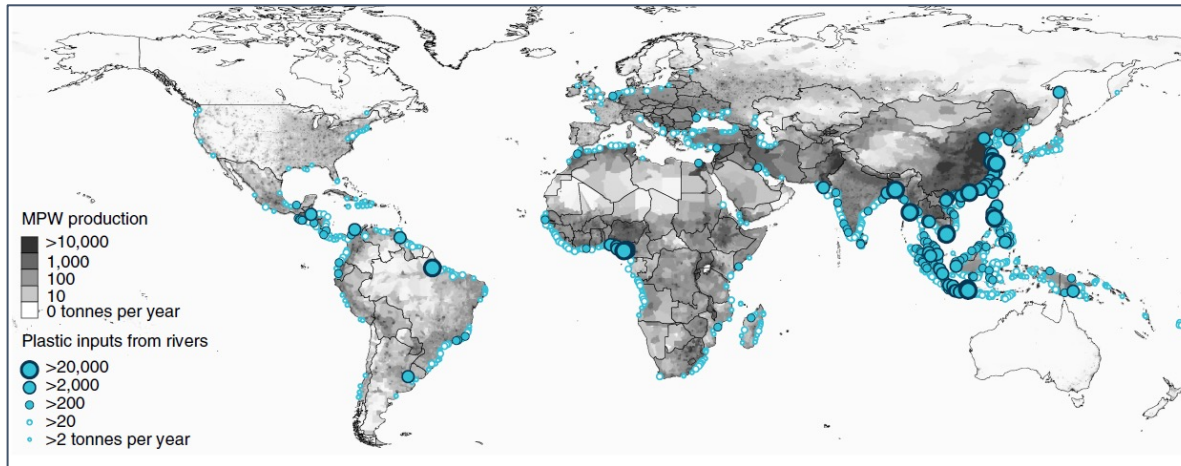 MPW production
>10,000
1,000
100
10
0 tonnes per year
Plastic inputs from rivers
>20,000
>2,000
>200
>20
>2 tonnes per year